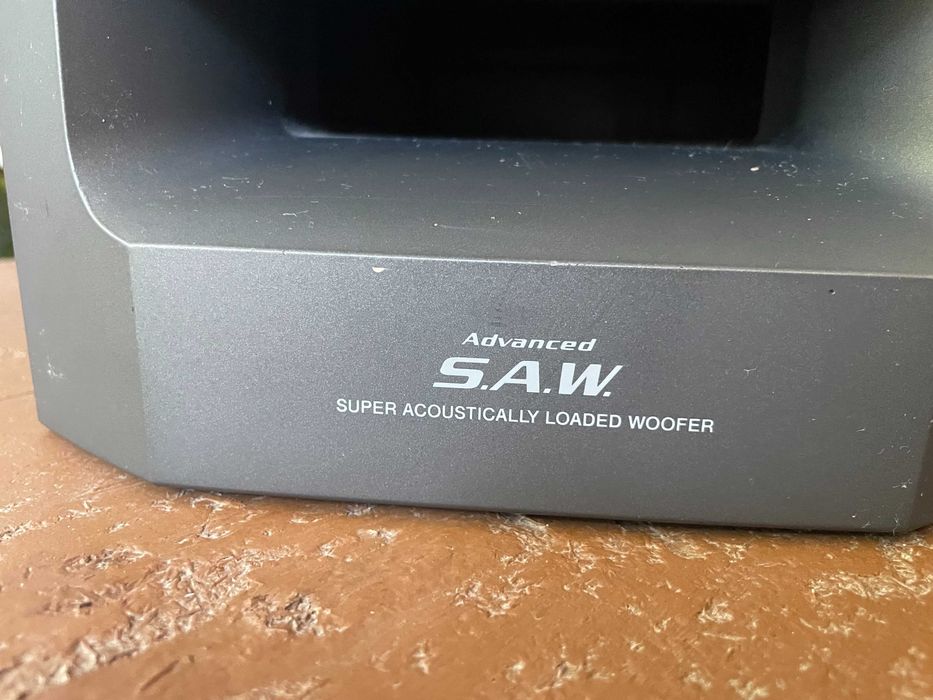 Advanced
S.A.W.
SUPER ACOUSTICALLY LOADED WOOFER